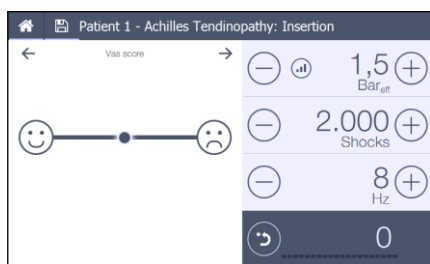 Patient 1 - Achilles Tendinopathy: Insertion
Vas score
1,5
Bar eff
2.000
Shocks
8
Hz
0